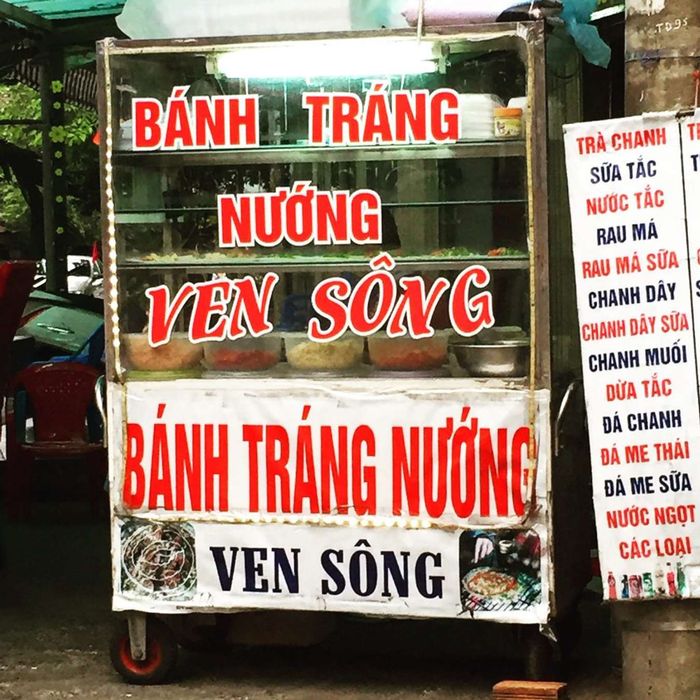 BÁNH TRÁNG
NƯỚNG
VEN SÔNG
BÁNH TRÁNG NƯỚNG
VEN SÔNG
TRÀ CHANH
SỮA TẮC
NƯỚC TẮC
RAU MÁ
RAU MÁ SỮA
CHANH DÂY
CHANH DÂY SỮA
CHANH MUỐI
DỪA TẮC
ĐÁ CHANH
ĐÁ ME THÁI
ĐÁ ME SỮA
NƯỚC NGỌT
CÁC LOẠI